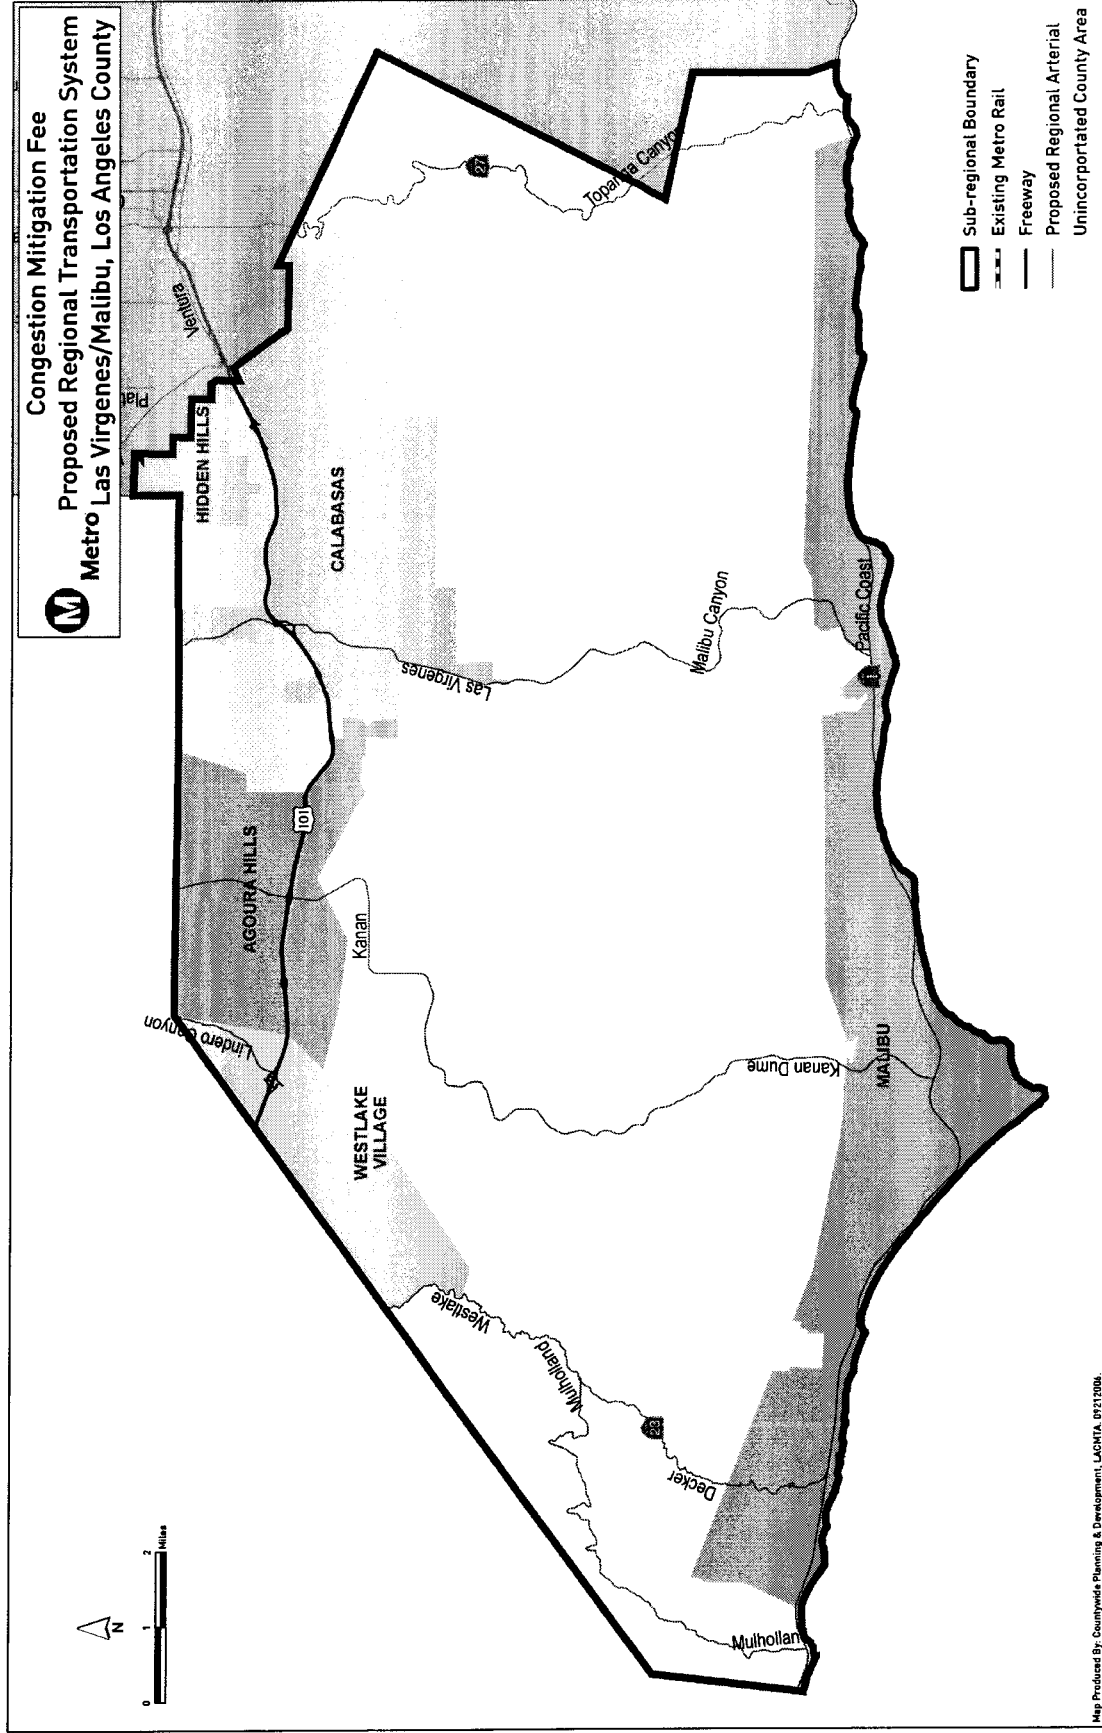 Congestion Mitigation Fee
Proposed Regional Transportation System
Metro Las Virgenes/Malibu, Los Angeles County
M
Plat
Ventura
HIDDEN HILLS
CALABASAS
27
Topanga Canyon
Las Virgenes
Malibu Canyon
Pacific Coast
1
AGOURA HILLS
101
Kanan
Lindero Canyon
WESTLAKE
VILLAGE
Kanan Dume
MALIBU
Westlake
Mulholland
23
Decker
Mulhollan
N
0 1 2
Miles
Sub-regional Boundary
Existing Metro Rail
Freeway
Proposed Regional Arterial
Unincorportated County Area
Map Produced By: Countywide Planning & Development, LACMTA, 09212006.